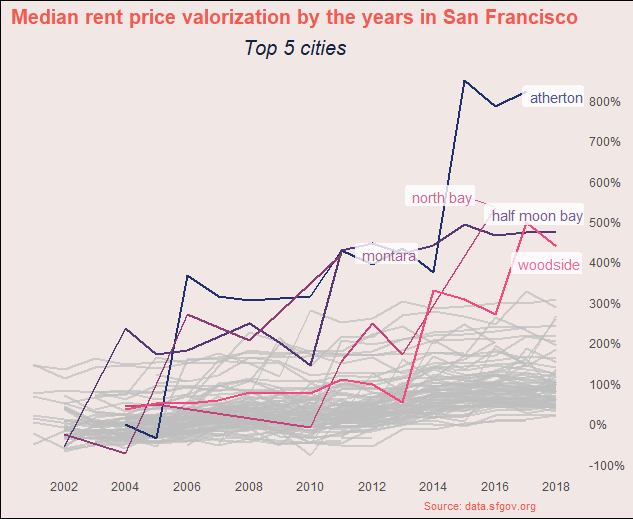 Median rent price valorization by the years in San Francisco
Top 5 cities
atherton
800%
700%
north bay
600%
half moon bay
500%
montara
woodside
400%
300%
200%
100%
0%
-100%
2002 2004 2006 2008 2010 2012 2014 2016 2018
Source: data.sfgov.org